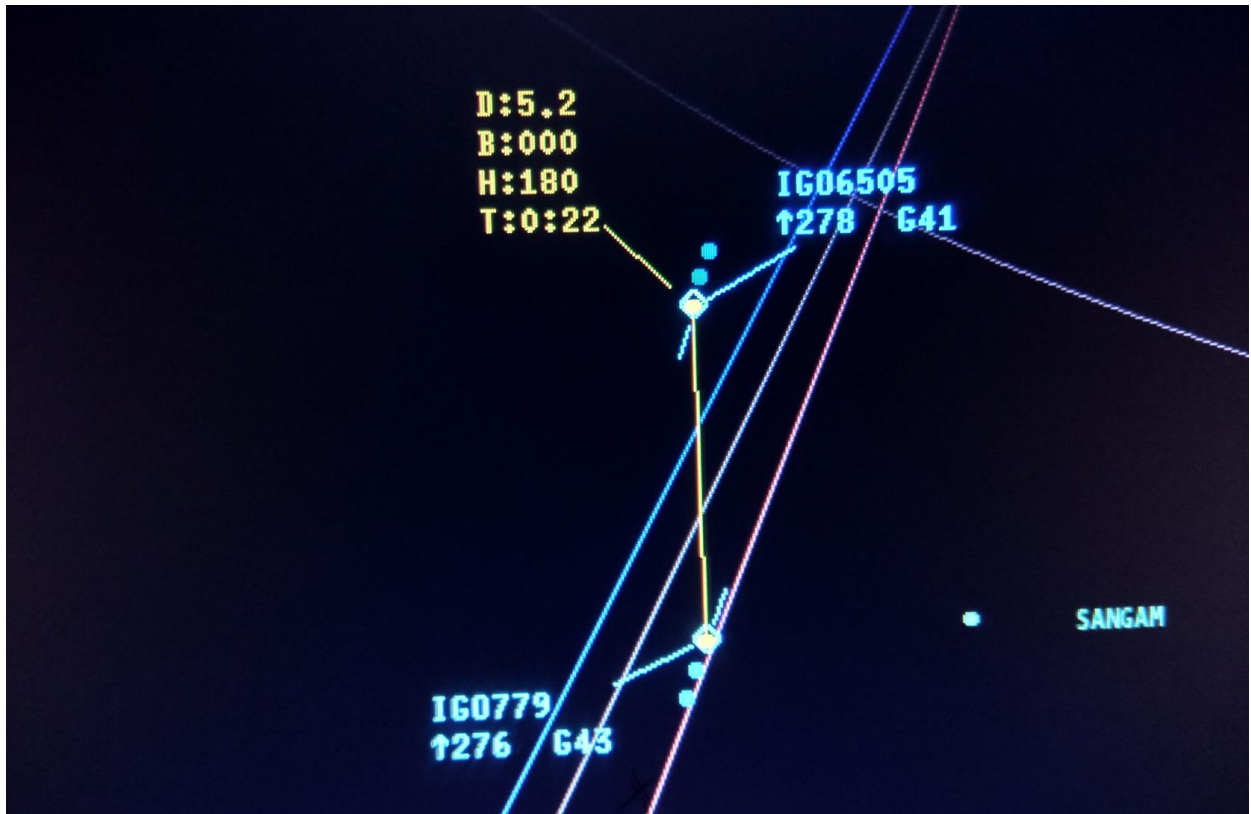 D:5.2
B:000
H:180
T:0:22
IGO6505
↑278 G41
SANGAM
IGO779
↑276 G43